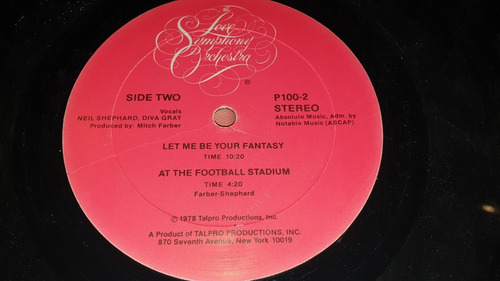 The
Love
Symphony
Orchestra
®
SIDE TWO
P100-2
STEREO
Vocals
NEIL SHEPHARD, DIVA GRAY
Produced by: Mitch Farber
Absolute Music, Adm. by
Notable Music (ASCAP)
LET ME BE YOUR FANTASY
TIME 10:20
AT THE FOOTBALL STADIUM
TIME 4:20
Farber-Shephard
Ⓟ 1978 Talpro Productions, Inc.
A Product of TALPRO PRODUCTIONS, INC.
870 Seventh Avenue, New York 10019